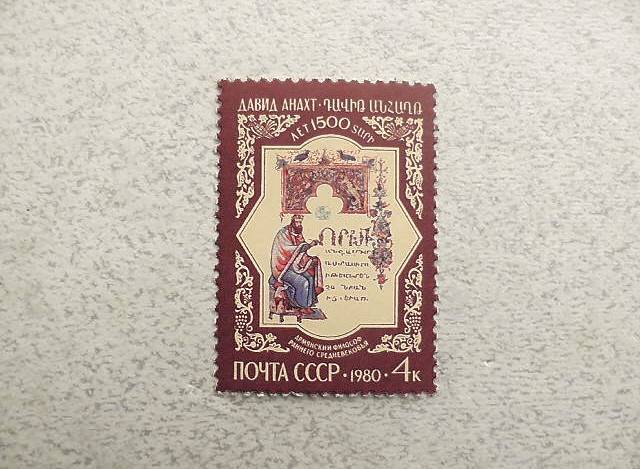 ДАВИД АНАХТ · ԴԱՎԻԹ ԱՆՀԱՂԹ
ЛЕТ 1500 ՏԱՐԻ
АРМЯНСКИЙ ФИЛОСОФ
РАННЕГО СРЕДНЕВЕКОВЬЯ
ПОЧТА СССР · 1980 · 4к